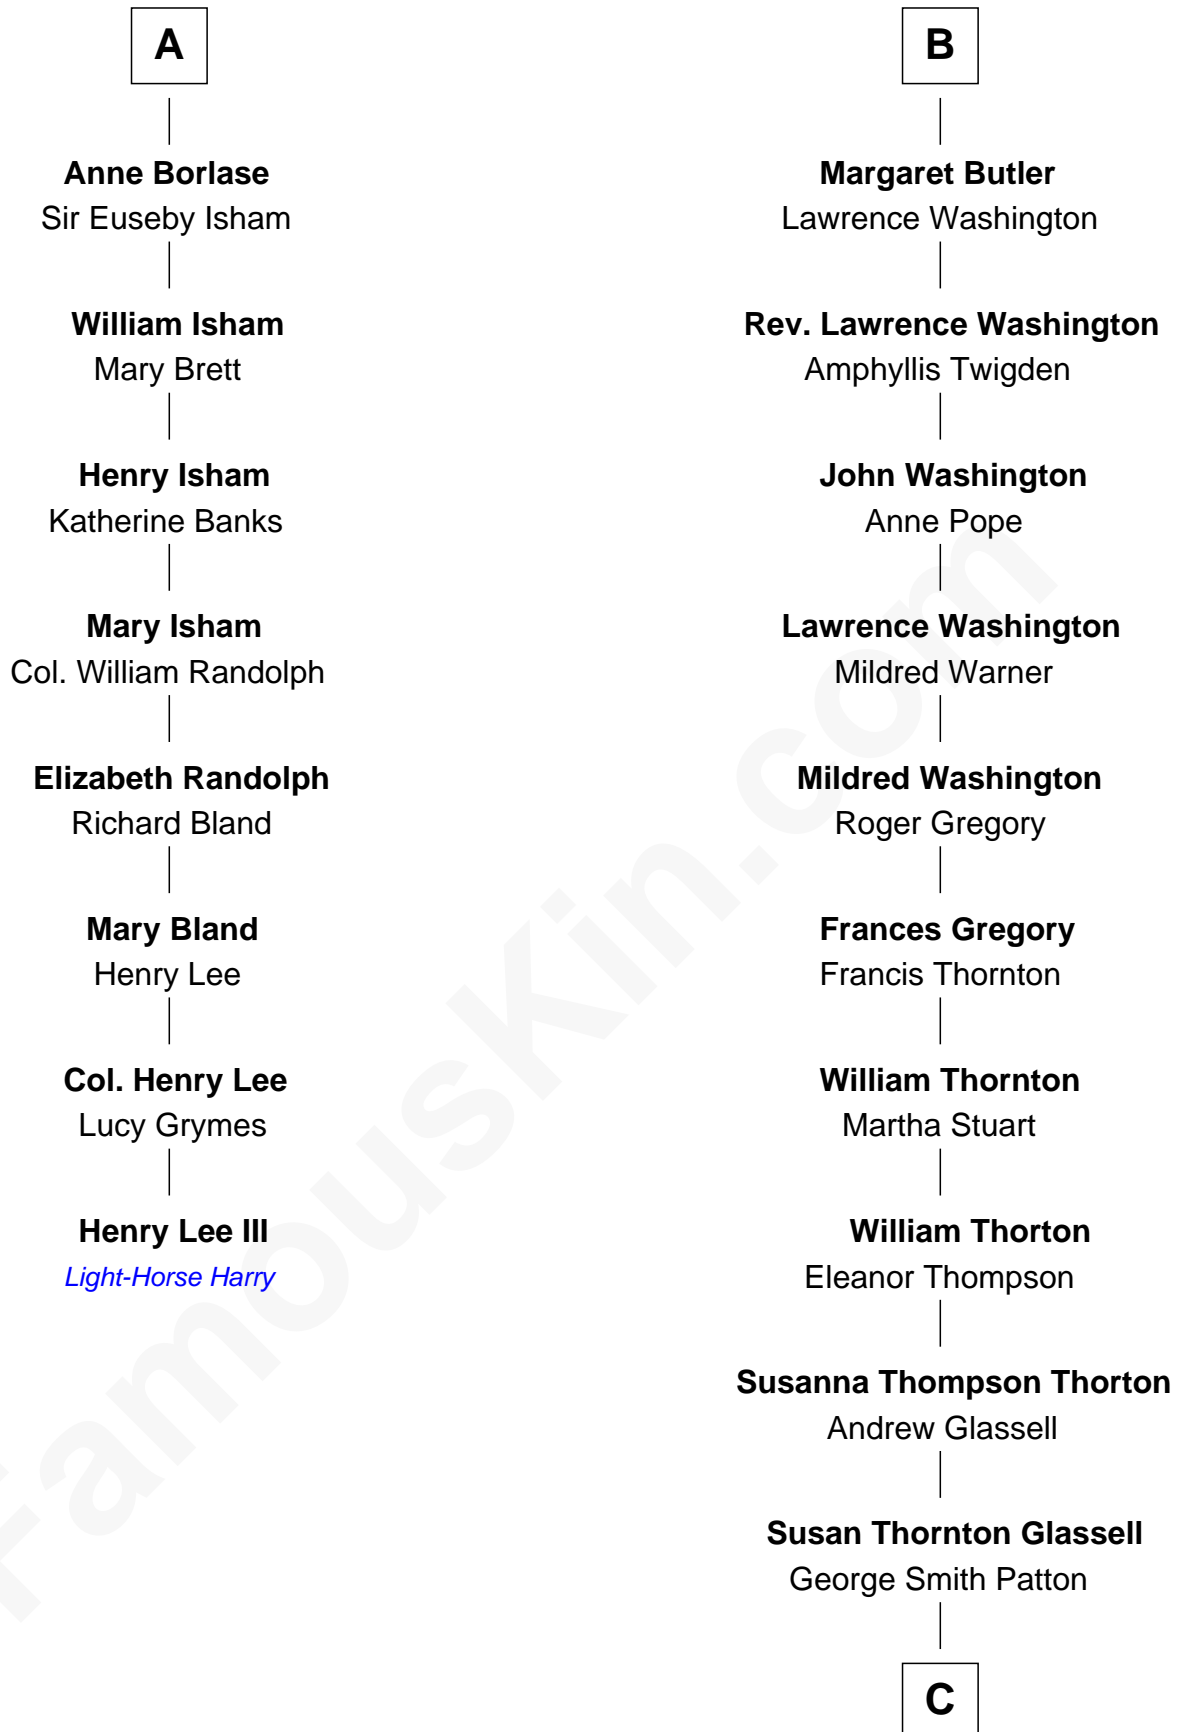 A
Anne Borlase
Sir Euseby Isham
William Isham
Mary Brett
Henry Isham
Katherine Banks
Mary Isham
Col. William Randolph
Elizabeth Randolph
Richard Bland
Mary Bland
Henry Lee
Col. Henry Lee
Lucy Grymes
Henry Lee III
Light-Horse Harry
B
Margaret Butler
Lawrence Washington
Rev. Lawrence Washington
Amphyllis Twigden
John Washington
Anne Pope
Lawrence Washington
Mildred Warner
Mildred Washington
Roger Gregory
Frances Gregory
Francis Thornton
William Thornton
Martha Stuart
William Thorton
Eleanor Thompson
Susanna Thompson Thorton
Andrew Glassell
Susan Thornton Glassell
George Smith Patton
C
FamousKin.com